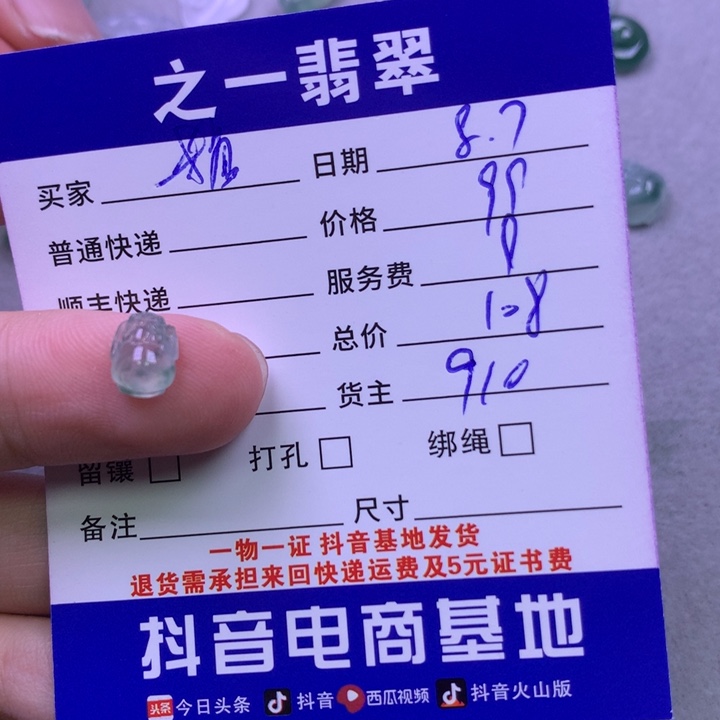 之一翡翠
买家 姐 日期 8.7
普通快递 价格 99
顺丰快递 服务费
总价 108
货主 910
留镶 打孔 绑绳
备注 尺寸
一物一证 抖音基地发货
退货需承担来回快递运费及5元证书费
抖音电商基地
头条 今日头条 抖音 西瓜视频 抖音火山版